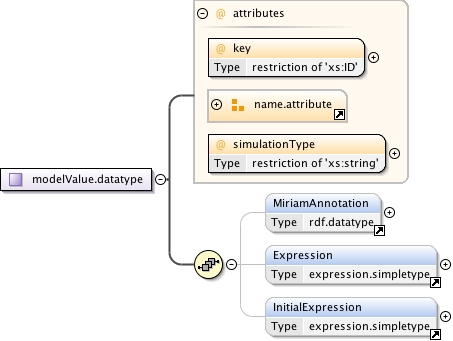 @ attributes
@ key
Type restriction of 'xs:ID'
name.attribute
@ simulationType
Type restriction of 'xs:string'
modelValue.datatype
MiriamAnnotation
Type rdf.datatype
Expression
Type expression.simpletype
InitialExpression
Type expression.simpletype